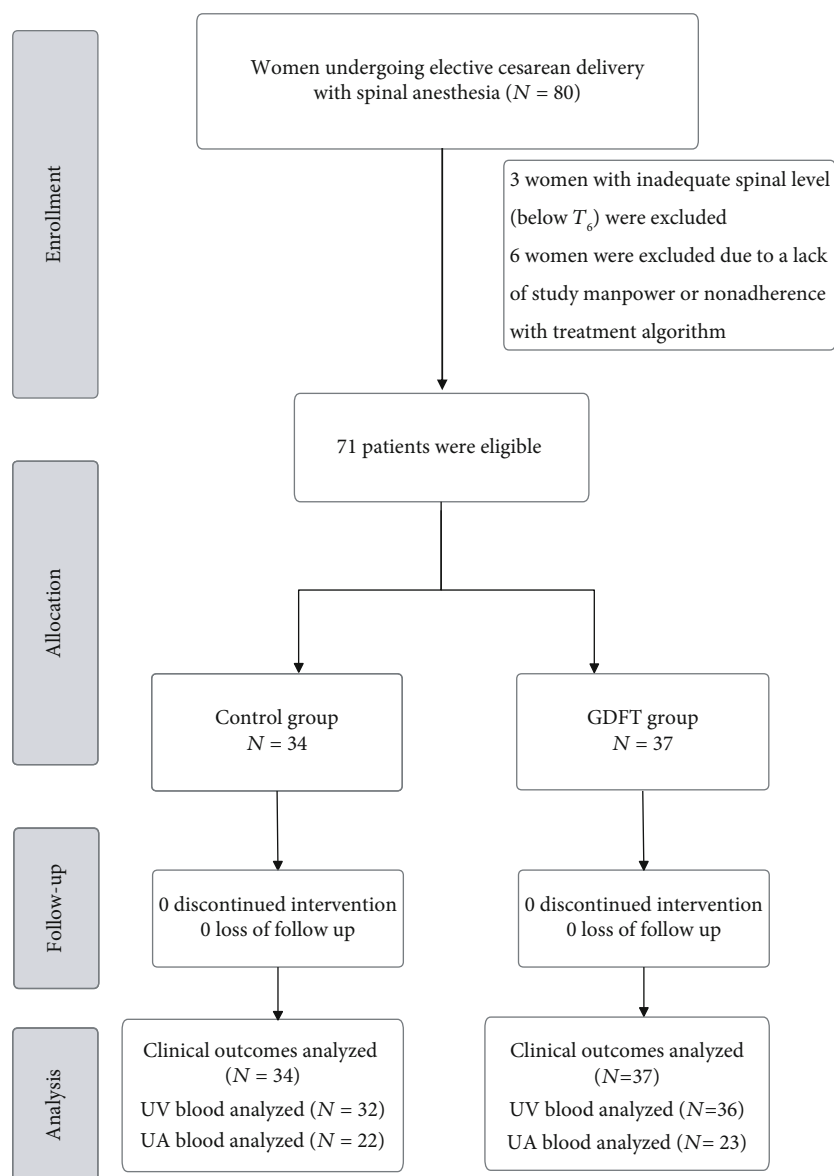 Enrollment
Women undergoing elective cesarean delivery
with spinal anesthesia (N = 80)
3 women with inadequate spinal level
(below T6) were excluded
6 women were excluded due to a lack
of study manpower or nonadherence
with treatment algorithm
71 patients were eligible
Allocation
Control group
N = 34
GDFT group
N = 37
Follow-up
0 discontinued intervention
0 loss of follow up
0 discontinued intervention
0 loss of follow up
Analysis
Clinical outcomes analyzed
(N = 34)
UV blood analyzed (N = 32)
UA blood analyzed (N = 22)
Clinical outcomes analyzed
(N=37)
UV blood analyzed (N=36)
UA blood analyzed (N= 23)